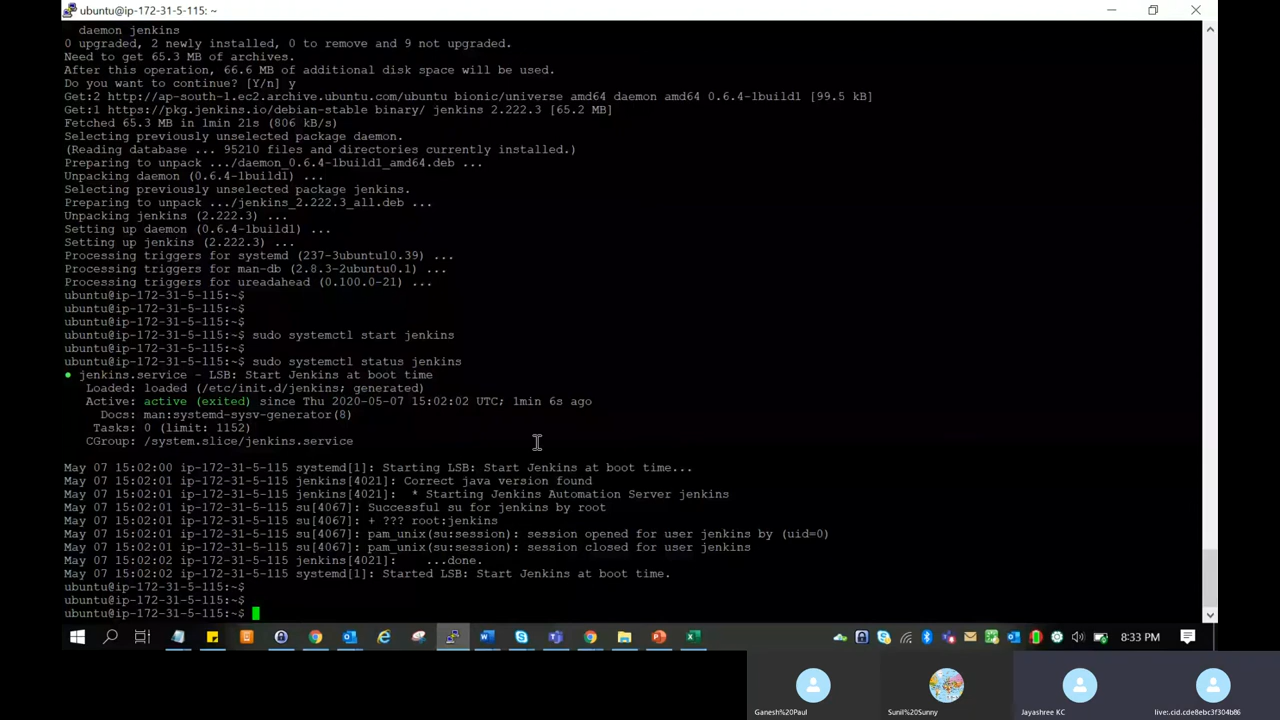 ubuntu@ip-172-31-5-115: ~
daemon jenkins
0 upgraded, 2 newly installed, 0 to remove and 9 not upgraded.
Need to get 65.3 MB of archives.
After this operation, 66.6 MB of additional disk space will be used.
Do you want to continue? [Y/n] y
Get:2 http://ap-south-1.ec2.archive.ubuntu.com/ubuntu bionic/universe amd64 daemon amd64 0.6.4-1build1 [99.5 kB]
Get:1 https://pkg.jenkins.io/debian-stable binary/ jenkins 2.222.3 [65.2 MB]
Fetched 65.3 MB in 1min 21s (806 kB/s)
Selecting previously unselected package daemon.
(Reading database ... 95210 files and directories currently installed.)
Preparing to unpack .../daemon_0.6.4-1build1_amd64.deb ...
Unpacking daemon (0.6.4-1build1) ...
Selecting previously unselected package jenkins.
Preparing to unpack .../jenkins_2.222.3_all.deb ...
Unpacking jenkins (2.222.3) ...
Setting up daemon (0.6.4-1build1) ...
Setting up jenkins (2.222.3) ...
Processing triggers for systemd (237-3ubuntu10.39) ...
Processing triggers for man-db (2.8.3-2ubuntu0.1) ...
Processing triggers for ureadahead (0.100.0-21) ...
ubuntu@ip-172-31-5-115:~$
ubuntu@ip-172-31-5-115:~$
ubuntu@ip-172-31-5-115:~$
ubuntu@ip-172-31-5-115:~$ sudo systemctl start jenkins
ubuntu@ip-172-31-5-115:~$
ubuntu@ip-172-31-5-115:~$ sudo systemctl status jenkins
● jenkins.service - LSB: Start Jenkins at boot time
Loaded: loaded (/etc/init.d/jenkins; generated)
Active: active (exited) since Thu 2020-05-07 15:02:02 UTC; 1min 6s ago
Docs: man:systemd-sysv-generator(8)
Tasks: 0 (limit: 1152)
CGroup: /system.slice/jenkins.service
May 07 15:02:00 ip-172-31-5-115 systemd[1]: Starting LSB: Start Jenkins at boot time...
May 07 15:02:01 ip-172-31-5-115 jenkins[4021]: Correct java version found
May 07 15:02:01 ip-172-31-5-115 jenkins[4021]:  * Starting Jenkins Automation Server jenkins
May 07 15:02:01 ip-172-31-5-115 su[4067]: Successful su for jenkins by root
May 07 15:02:01 ip-172-31-5-115 su[4067]: + ??? root:jenkins
May 07 15:02:01 ip-172-31-5-115 su[4067]: pam_unix(su:session): session opened for user jenkins by (uid=0)
May 07 15:02:01 ip-172-31-5-115 su[4067]: pam_unix(su:session): session closed for user jenkins
May 07 15:02:02 ip-172-31-5-115 jenkins[4021]:    ...done.
May 07 15:02:02 ip-172-31-5-115 systemd[1]: Started LSB: Start Jenkins at boot time.
ubuntu@ip-172-31-5-115:~$
ubuntu@ip-172-31-5-115:~$
ubuntu@ip-172-31-5-115:~$
8:33 PM
Ganesh%20Paul
Sunil%20Sunny
Jayashree KC
live:.cid.cde8ebc3f304b86